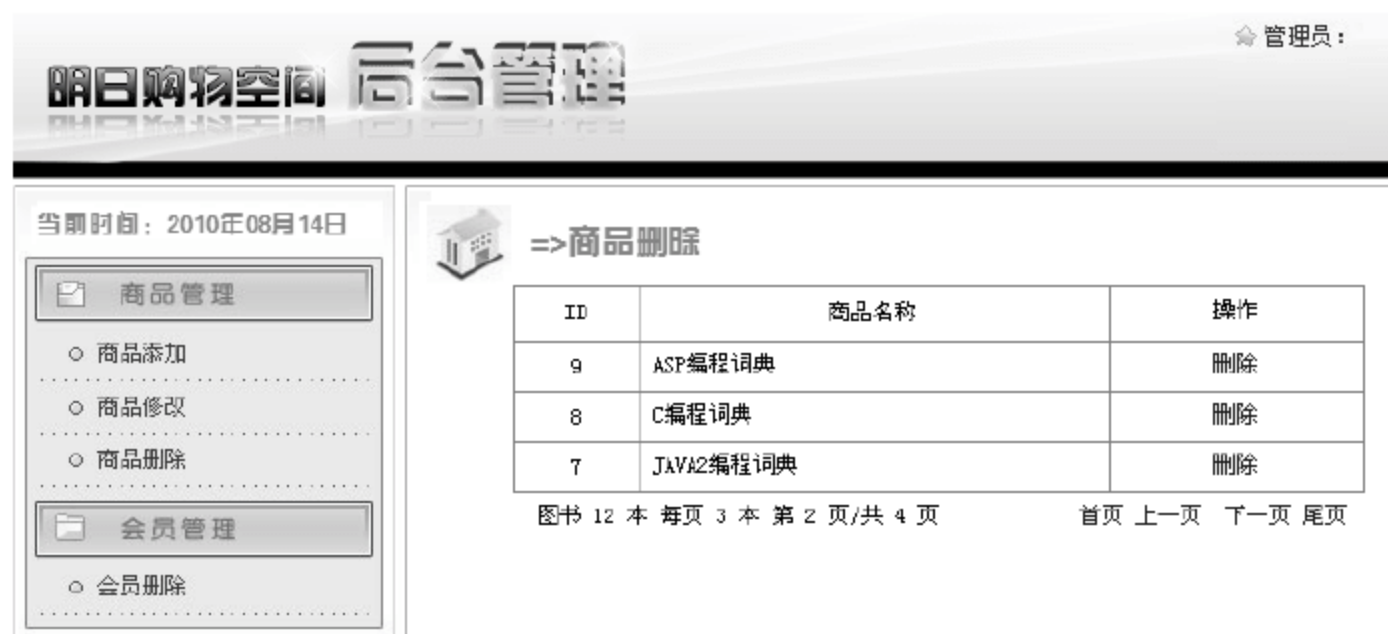 管理员：
明日购物空间 后台管理
当前时间：2010年08月14日
商品管理
商品添加
商品修改
商品删除
会员管理
会员删除
=>商品删除
ID 商品名称 操作
9 ASP编程词典 删除
8 C编程词典 删除
7 JAVA2编程词典 删除
图书 12 本 每页 3 本 第 2 页/共 4 页 首页 上一页 下一页 尾页